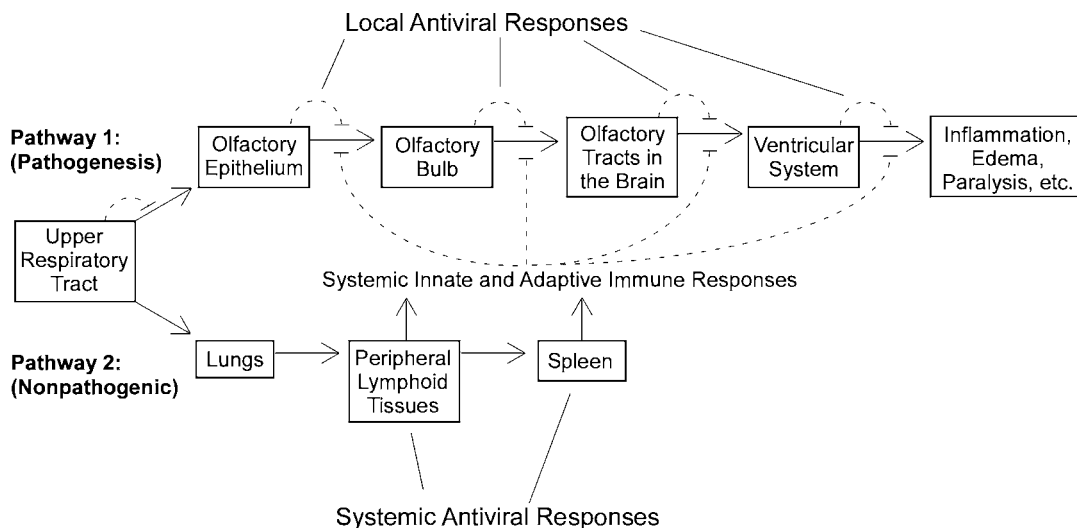 Local Antiviral Responses
Pathway 1:
(Pathogenesis)
Olfactory
Epithelium
Olfactory
Bulb
Olfactory
Tracts in
the Brain
Ventricular
System
Inflammation,
Edema,
Paralysis, etc.
Upper
Respiratory
Tract
Systemic Innate and Adaptive Immune Responses
Pathway 2:
(Nonpathogenic)
Lungs
Peripheral
Lymphoid
Tissues
Spleen
Systemic Antiviral Responses